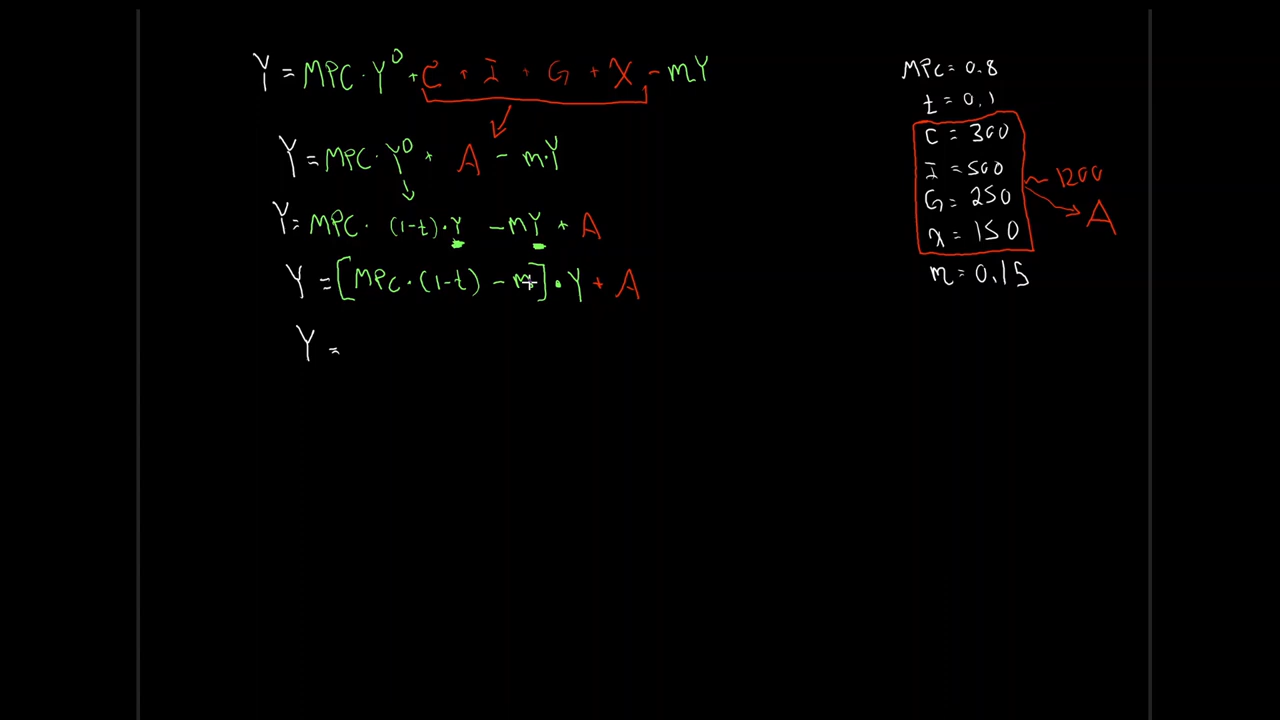 Y = MPC · Y^D + C + I + G + X - mY
Y = MPC · Y^D + A - m·Y
Y = MPC · (1-t)·Y - mY + A
Y = [MPC·(1-t) - m]·Y + A
Y =
MPC = 0.8
t = 0.1
C = 300
I = 500
G = 250
X = 150
m = 0.15
1200
A